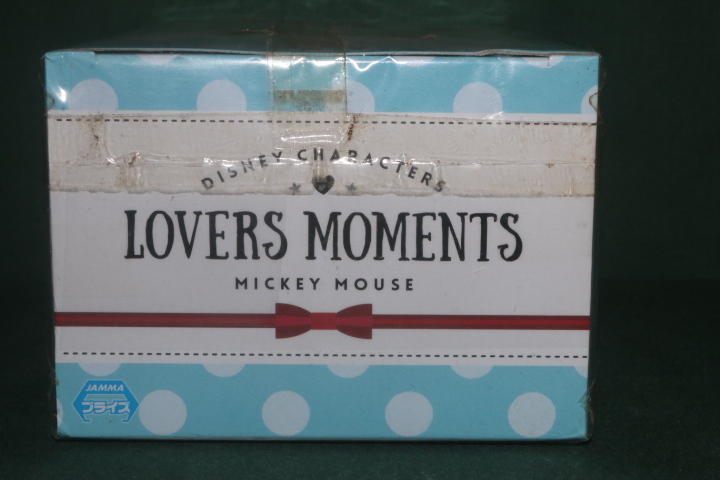 DISNEY CHARACTERS
LOVERS MOMENTS
MICKEY MOUSE
JAMMA
プライズ